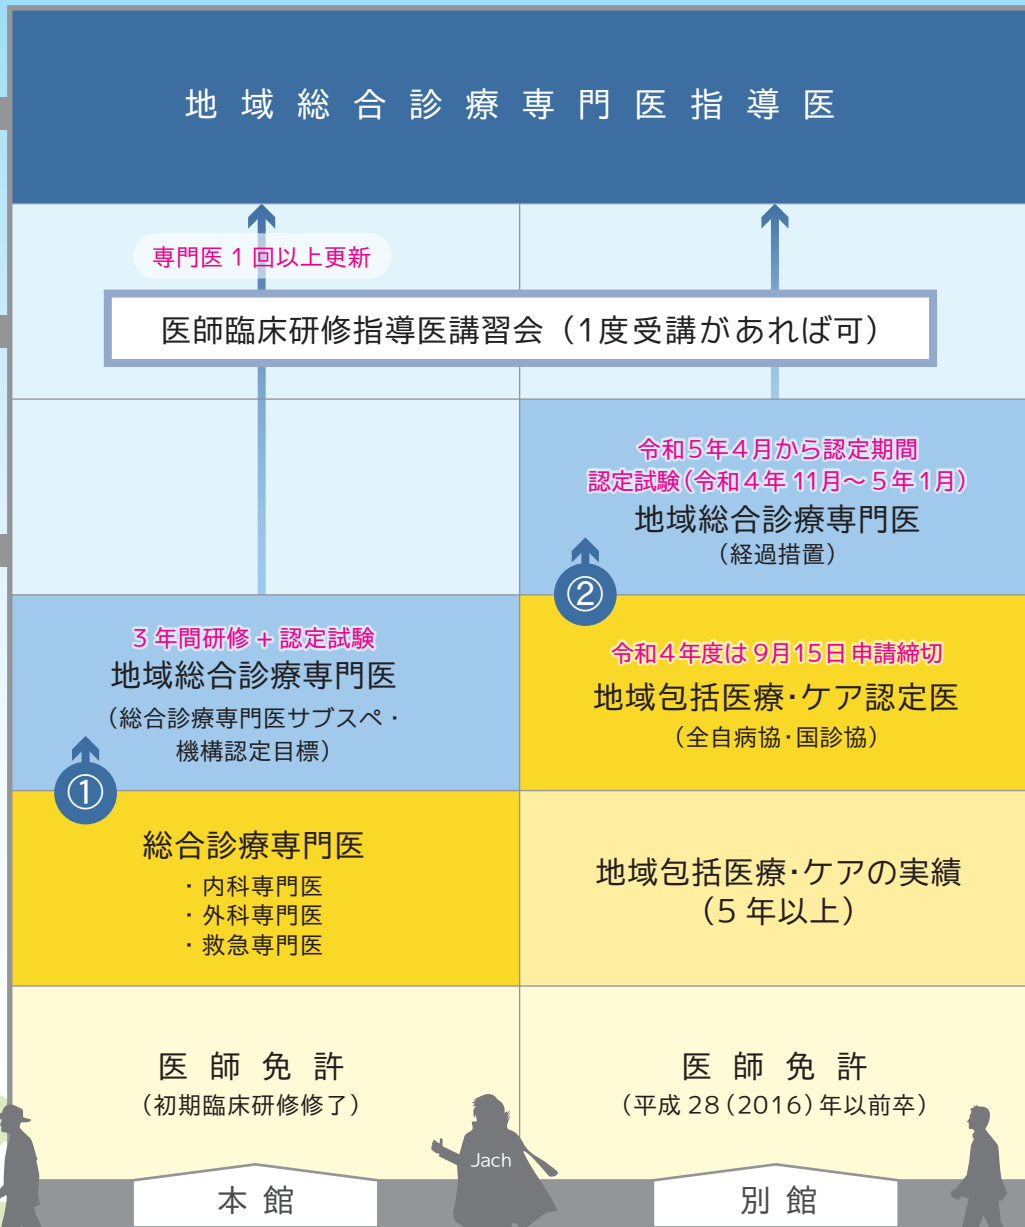 地域総合診療専門医指導医
専門医1回以上更新
医師臨床研修指導医講習会（1度受講があれば可）
令和5年4月から認定期間
認定試験（令和4年11月～5年1月）
地域総合診療専門医
（経過措置）
②
3年間研修＋認定試験
地域総合診療専門医
（総合診療専門医サブスペ・
機構認定目標）
①
令和4年度は9月15日申請締切
地域包括医療・ケア認定医
（全自病協・国診協）
総合診療専門医
・内科専門医
・外科専門医
・救急専門医
地域包括医療・ケアの実績
（5年以上）
医師免許
（初期臨床研修修了）
医師免許
（平成28（2016）年以前卒）
Jach
本館
別館